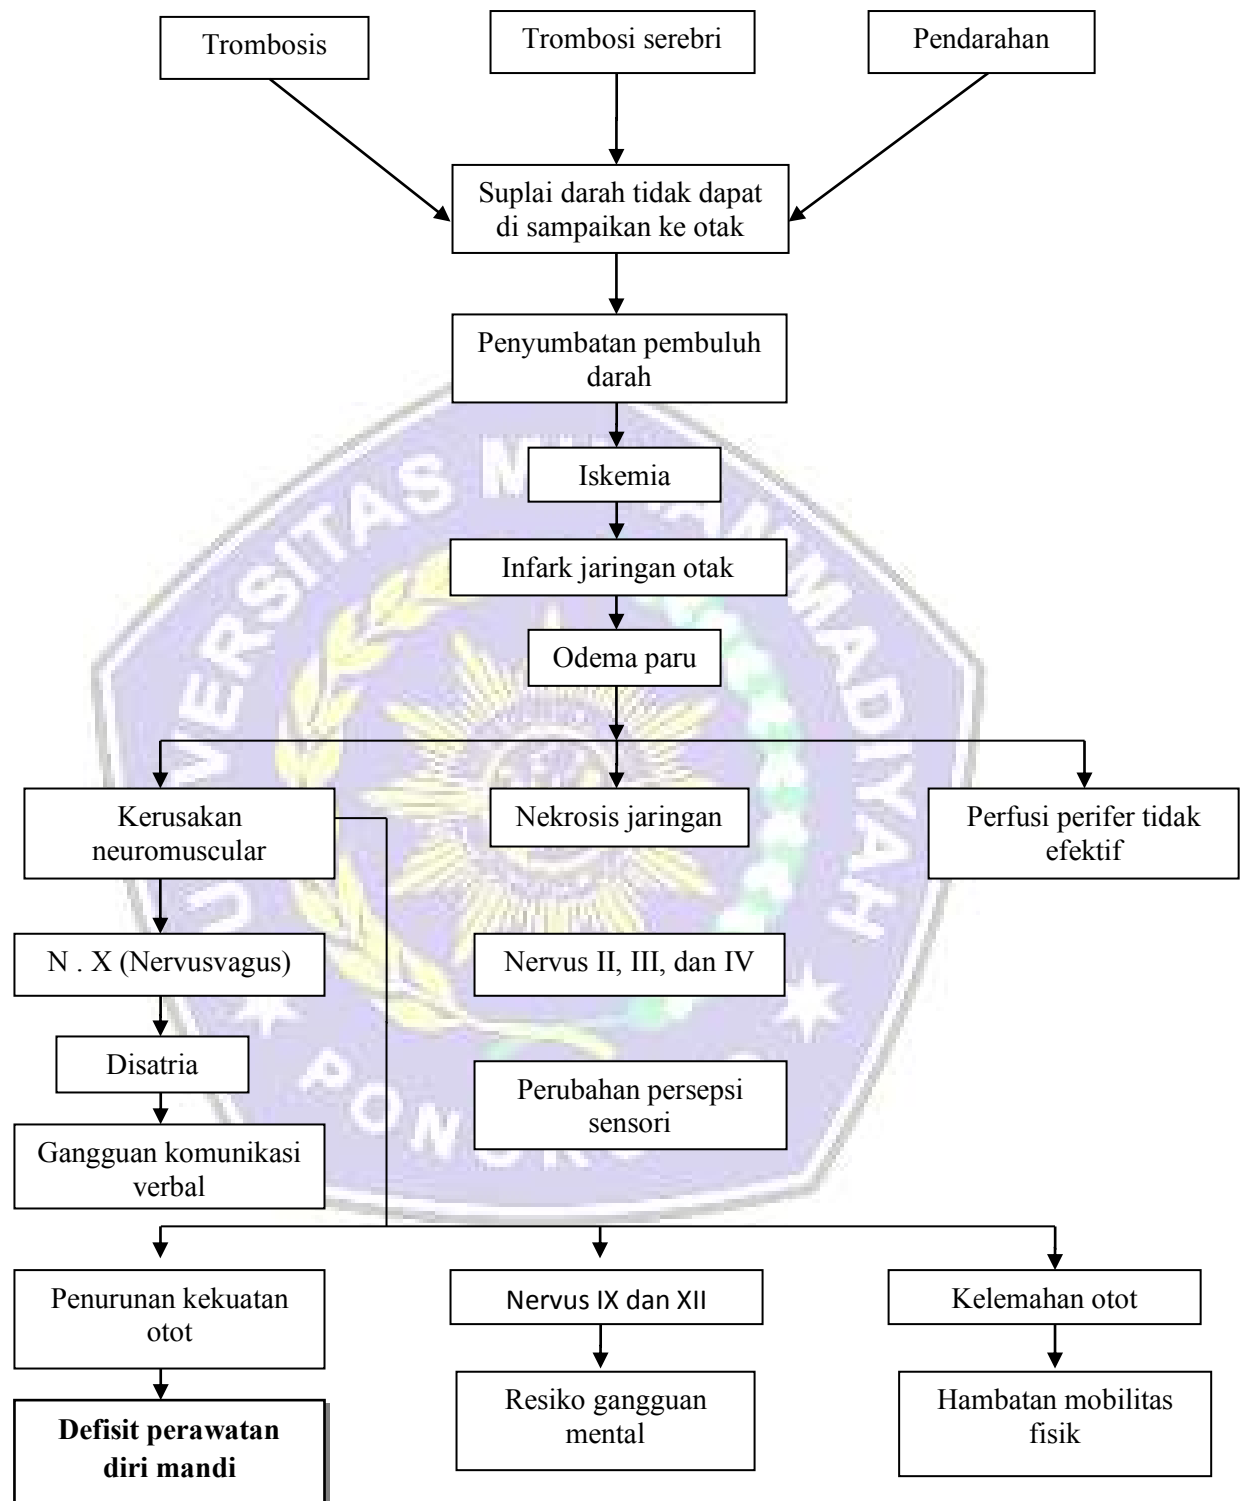 Trombosis
Trombosi serebri
Pendarahan
Suplai darah tidak dapat
di sampaikan ke otak
Penyumbatan pembuluh
darah
Iskemia
Infark jaringan otak
Odema paru
Kerusakan
neuromuscular
Nekrosis jaringan
Perfusi perifer tidak
efektif
N . X (Nervusvagus)
Nervus II, III, dan IV
Disatria
Perubahan persepsi
sensori
Gangguan komunikasi
verbal
Penurunan kekuatan
otot
Nervus IX dan XII
Kelemahan otot
Defisit perawatan
diri mandi
Resiko gangguan
mental
Hambatan mobilitas
fisik